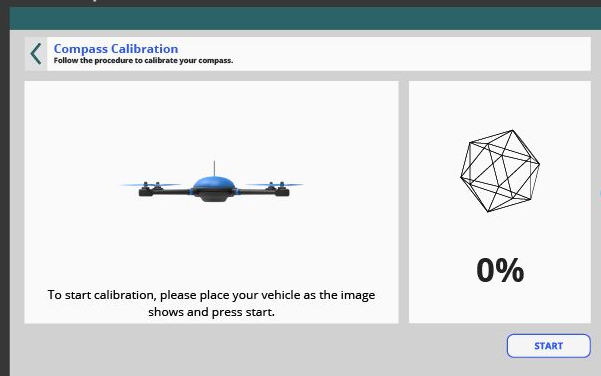 Compass Calibration
Follow the procedure to calibrate your compass.
To start calibration, please place your vehicle as the image
shows and press start.
0%
START